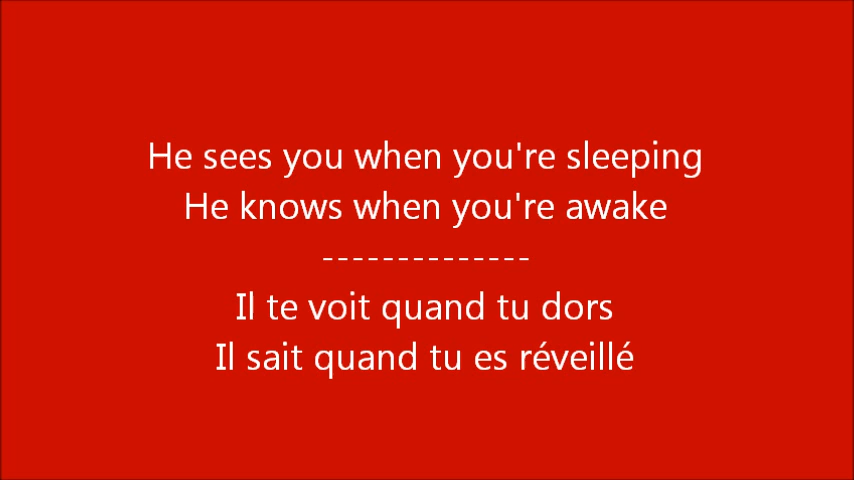 He sees you when you're sleeping
He knows when you're awake
--------------
Il te voit quand tu dors
Il sait quand tu es réveillé